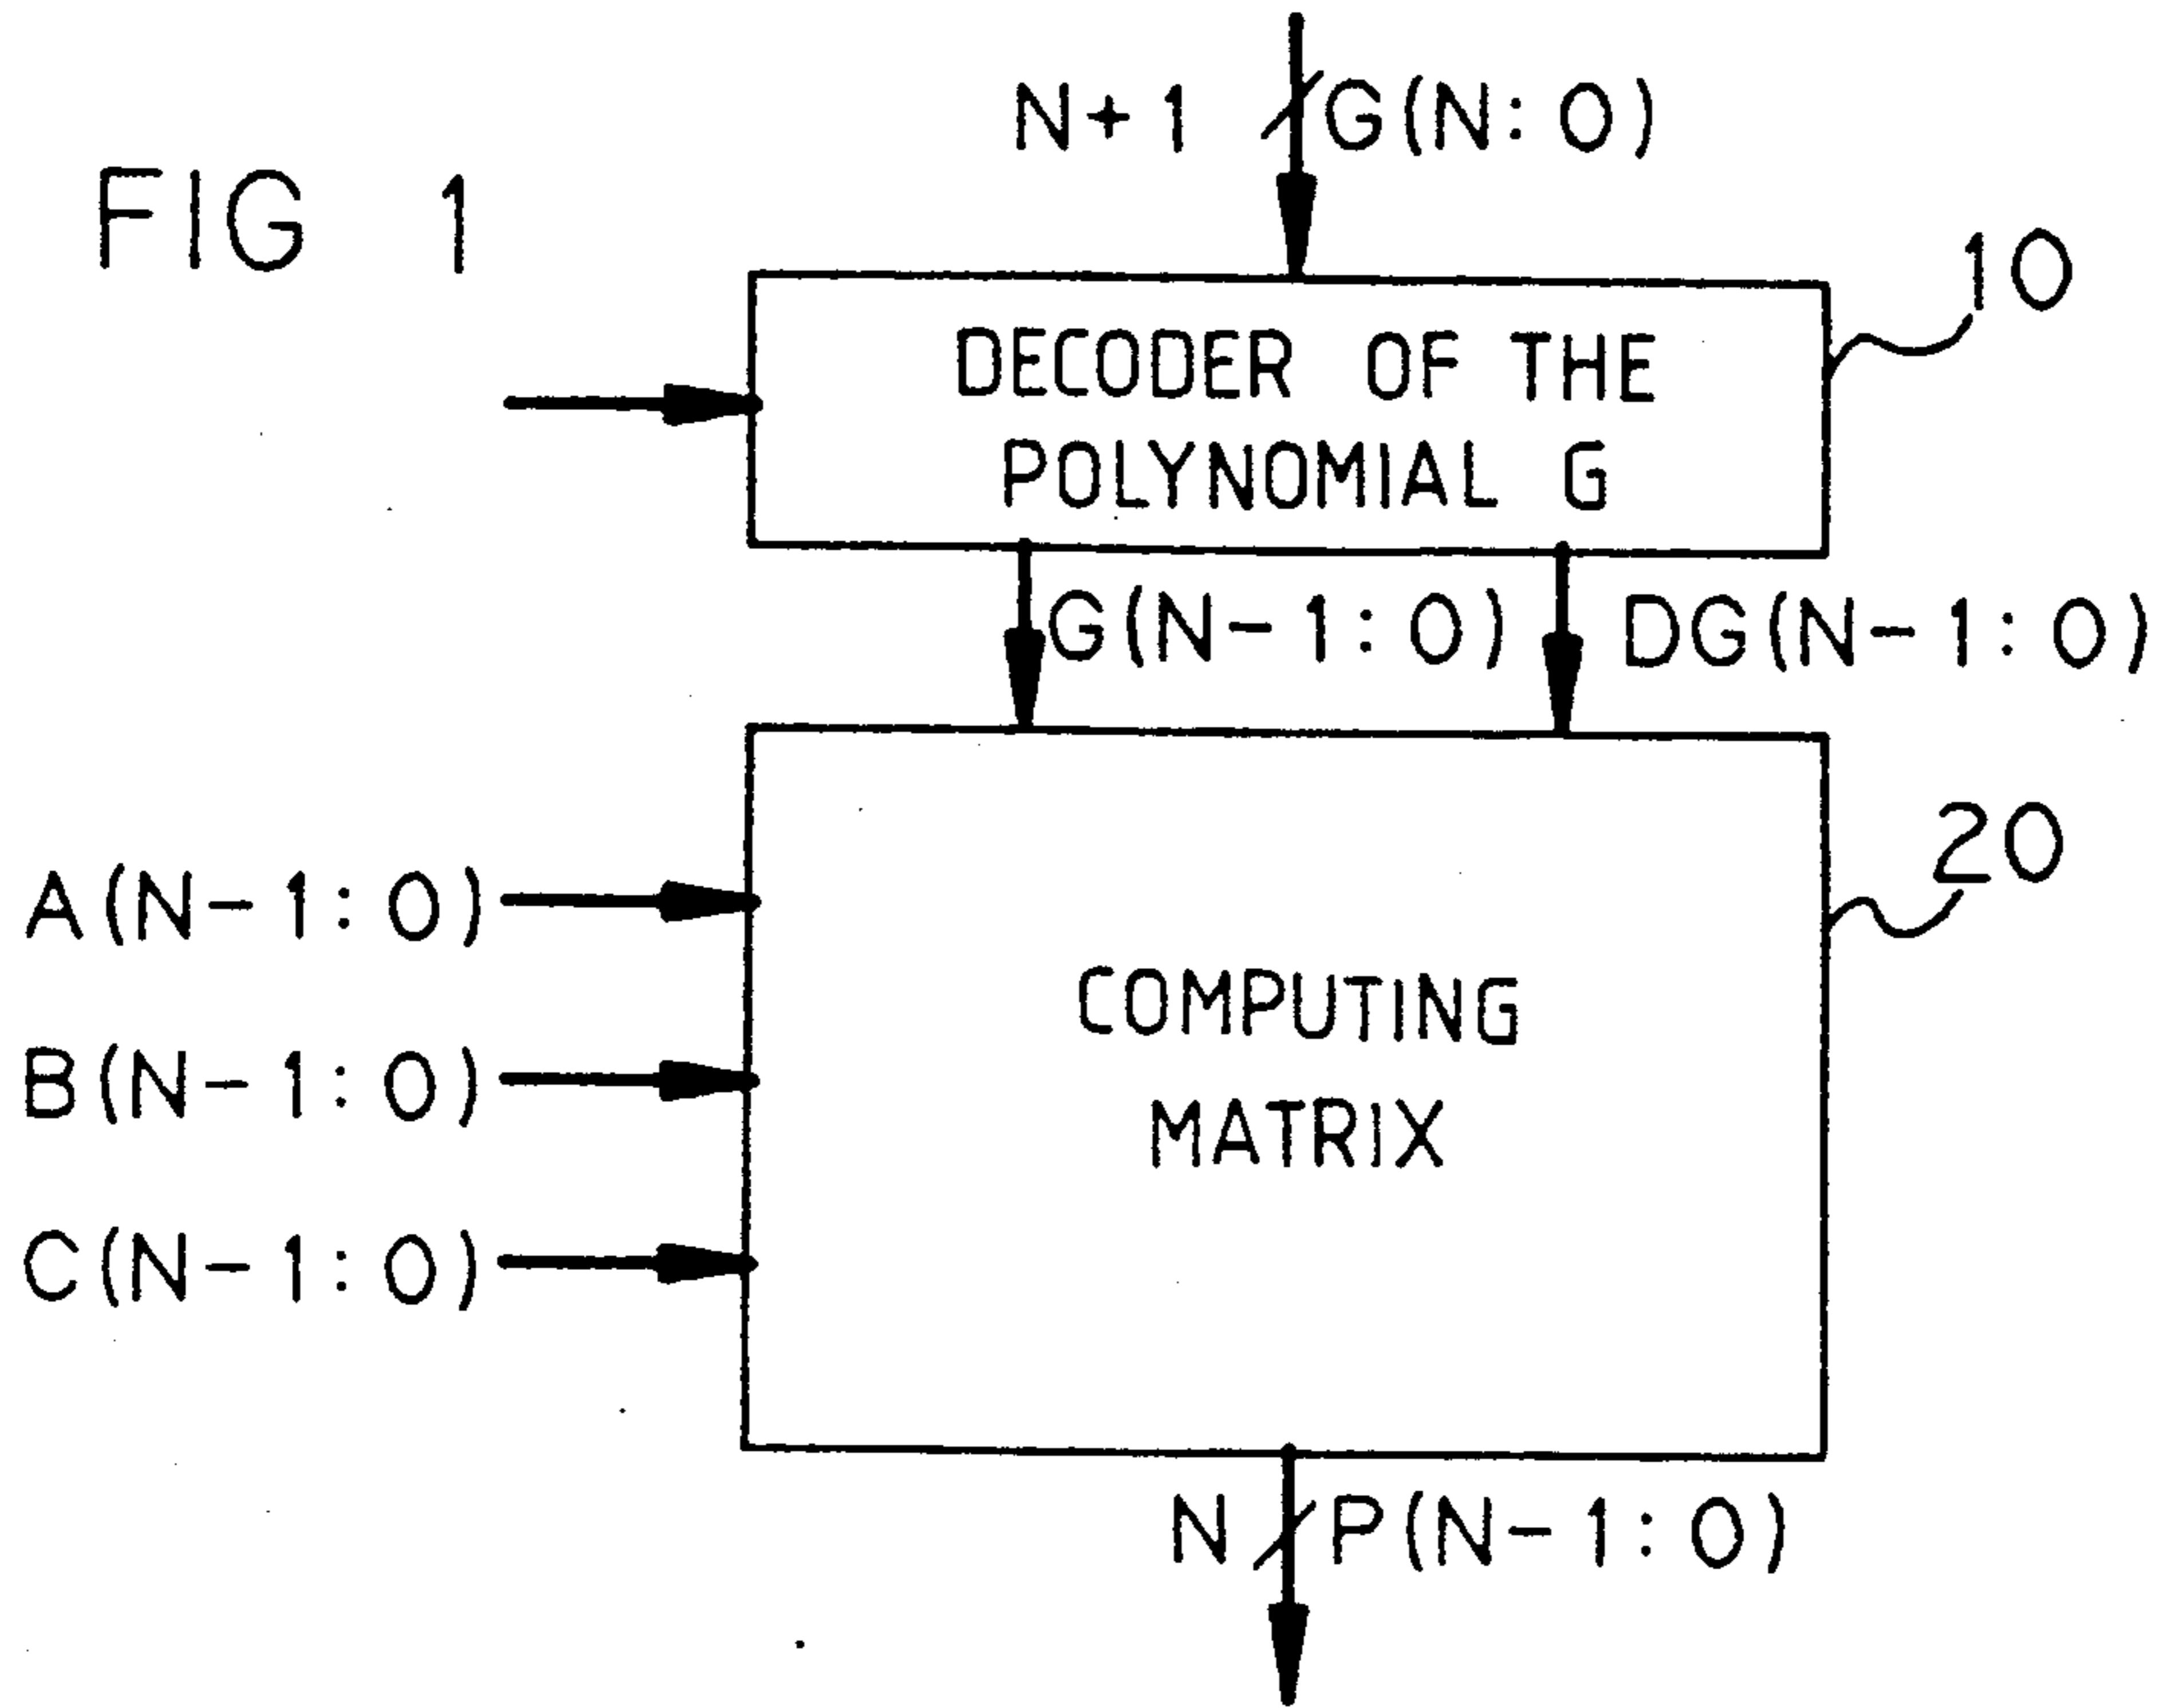 N+1 G(N:0)
FIG 1
10
DECODER OF THE
POLYNOMIAL G
G(N-1:0) DG(N-1:0)
20
A(N-1:0)
B(N-1:0)
C(N-1:0)
COMPUTING
MATRIX
N P(N-1:0)